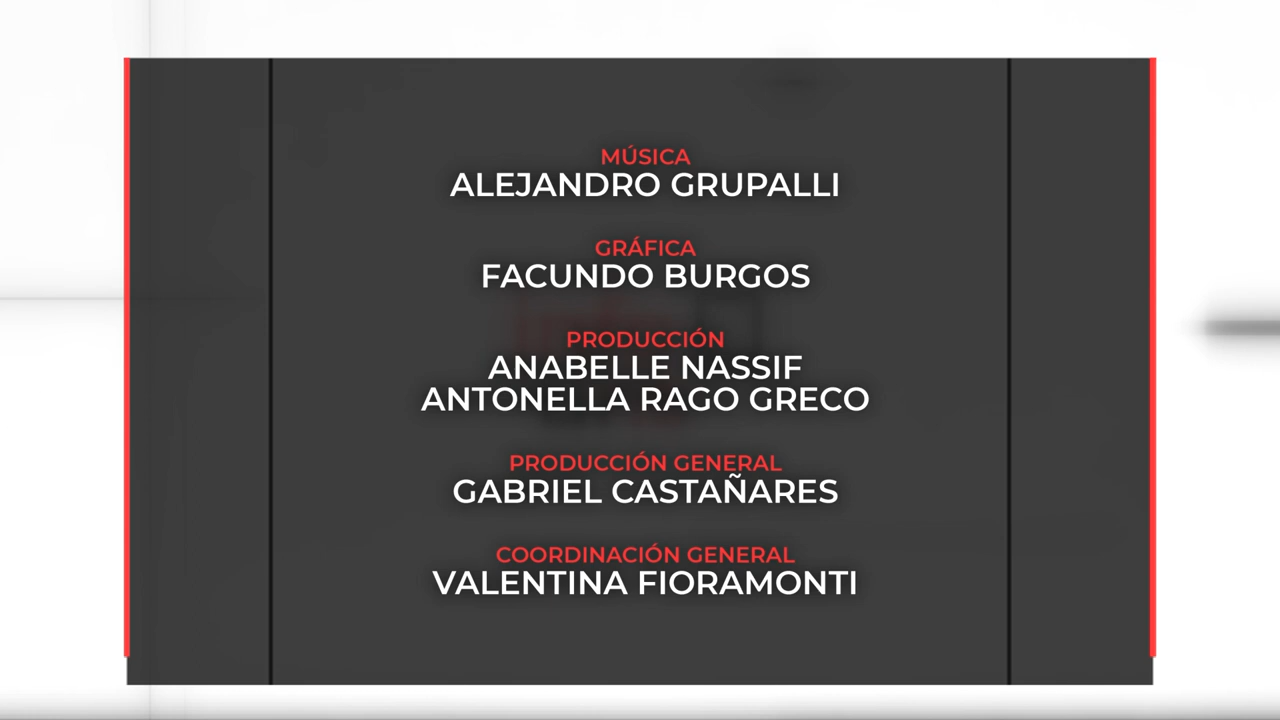 MÚSICA
ALEJANDRO GRUPALLI
GRÁFICA
FACUNDO BURGOS
PRODUCCIÓN
ANABELLE NASSIF
ANTONELLA RAGO GRECO
PRODUCCIÓN GENERAL
GABRIEL CASTAÑARES
COORDINACIÓN GENERAL
VALENTINA FIORAMONTI